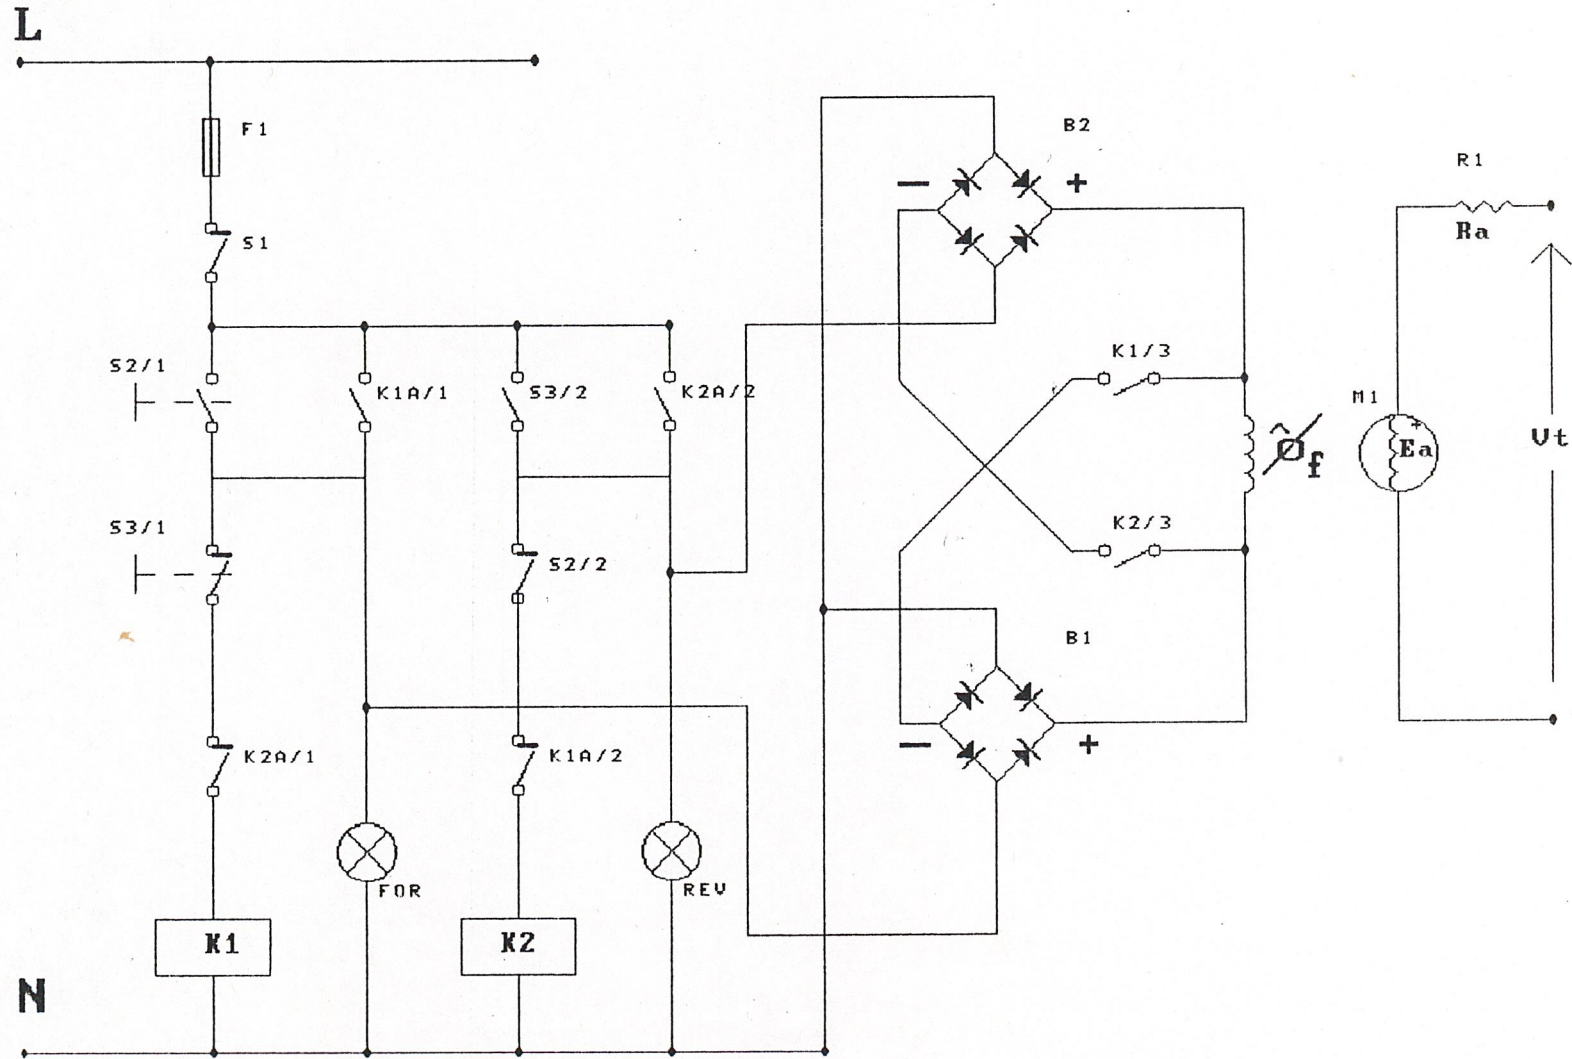 L
F1
S1
B2
−
+
R1
Ra
S2/1
K1A/1
S3/2
K2A/2
K1/3
M1
+
Ea
Vt
Φ̂f
S3/1
S2/2
K2/3
B1
−
+
K2A/1
K1A/2
FOR
REV
K1
K2
N